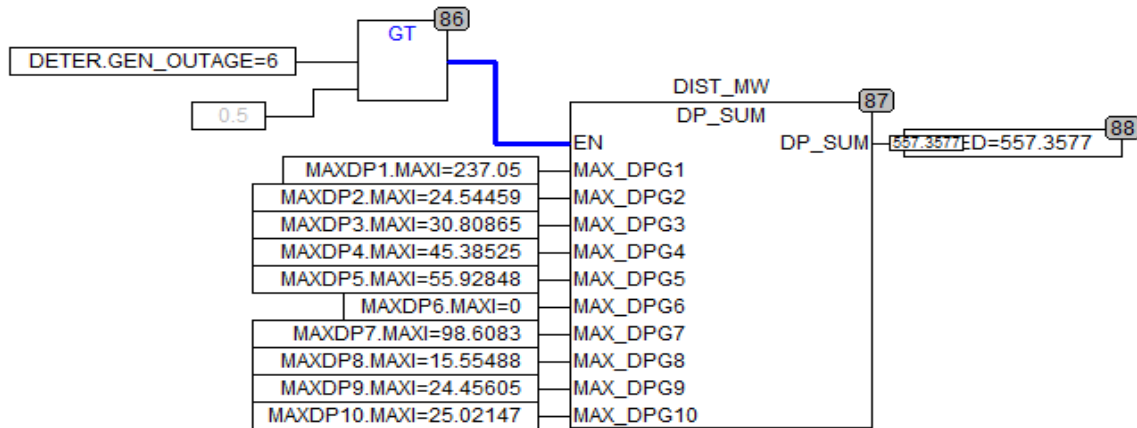 86
GT
DETER.GEN_OUTAGE=6
0.5
DIST_MW
87
DP_SUM
88
EN
DP_SUM
557.3577
ED=557.3577
MAXDP1.MAXI=237.05
MAX_DPG1
MAXDP2.MAXI=24.54459
MAX_DPG2
MAXDP3.MAXI=30.80865
MAX_DPG3
MAXDP4.MAXI=45.38525
MAX_DPG4
MAXDP5.MAXI=55.92848
MAX_DPG5
MAXDP6.MAXI=0
MAX_DPG6
MAXDP7.MAXI=98.6083
MAX_DPG7
MAXDP8.MAXI=15.55488
MAX_DPG8
MAXDP9.MAXI=24.45605
MAX_DPG9
MAXDP10.MAXI=25.02147
MAX_DPG10